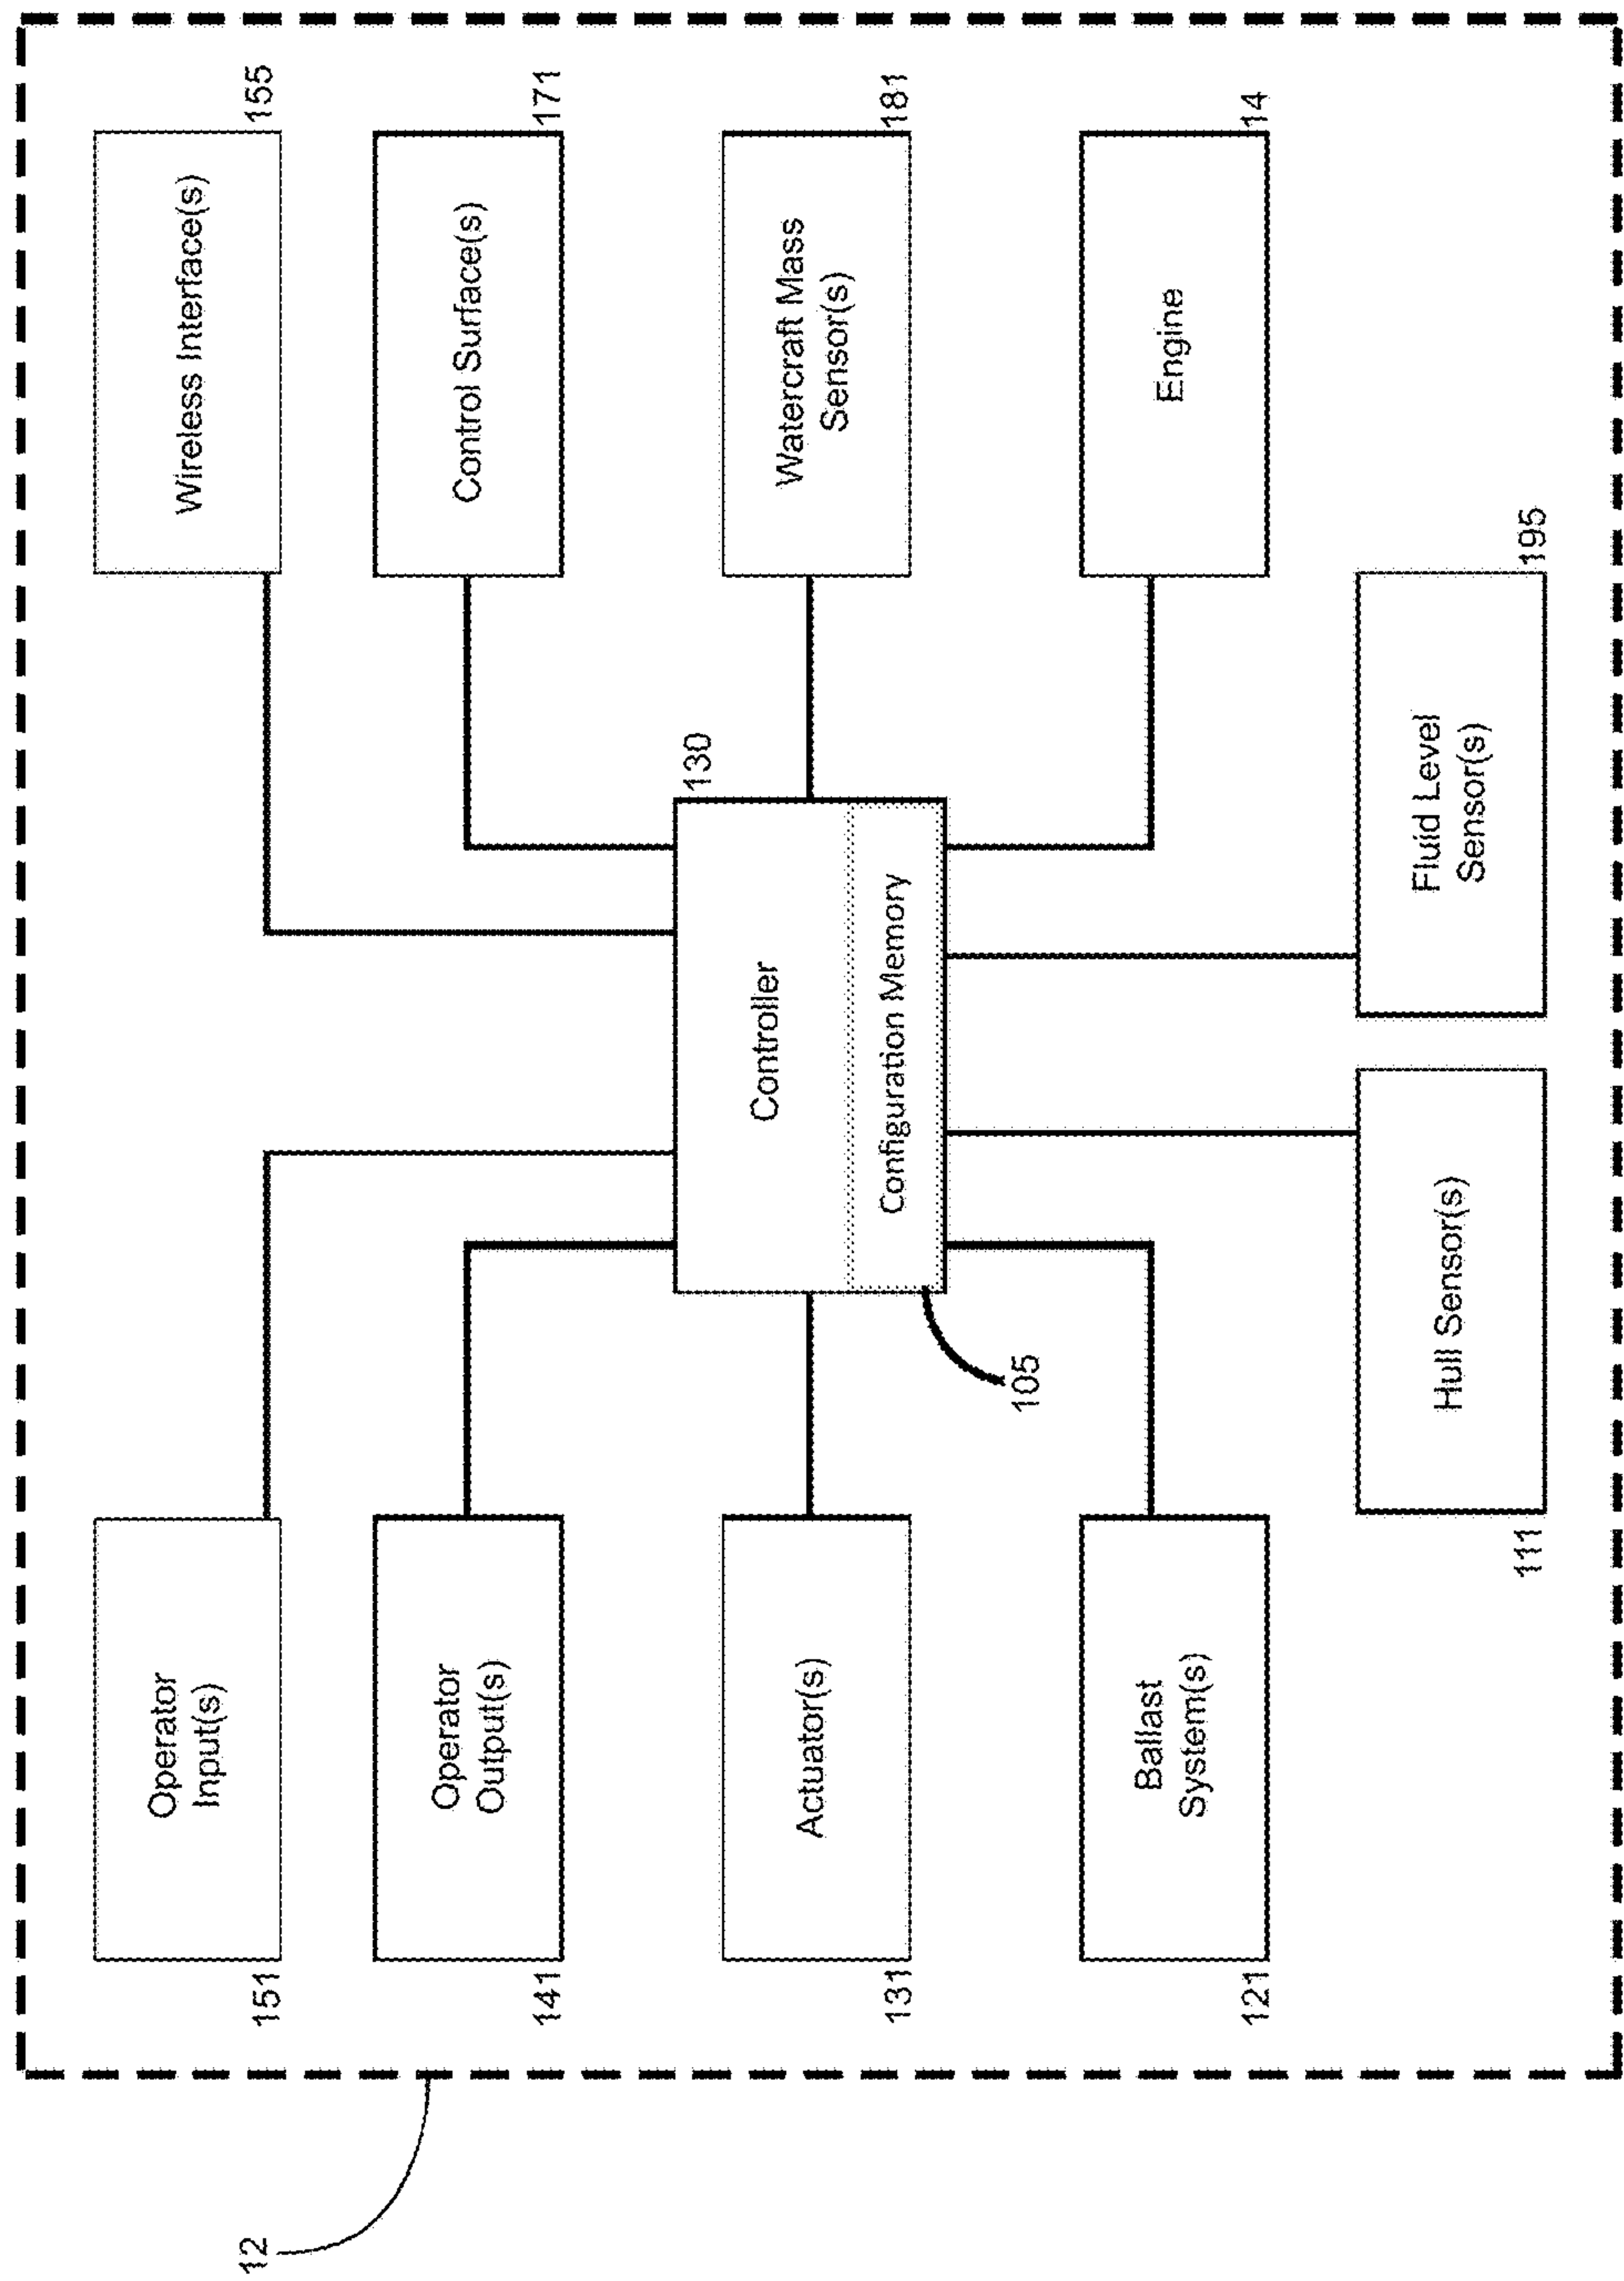 12
Operator
Input(s)
151
Wireless Interface(s)
155
Operator
Output(s)
141
Control Surface(s)
171
130
Controller
Configuration Memory
105
Actuator(s)
131
Watercraft Mass
Sensor(s)
181
Ballast
System(s)
121
Engine
14
Hull Sensor(s)
111
Fluid Level
Sensor(s)
195